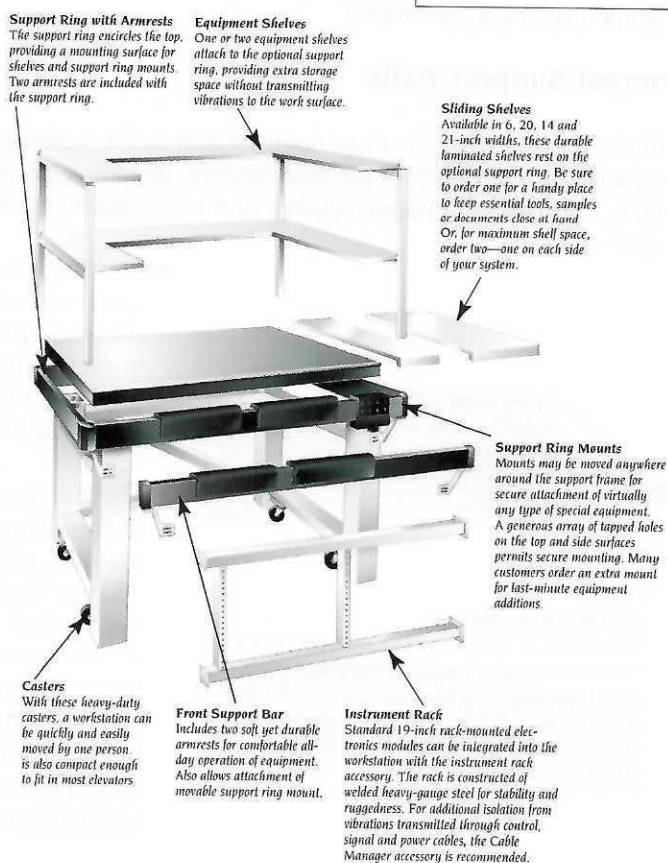 Support Ring with Armrests
The support ring encircles the top,
providing a mounting surface for
shelves and support ring mounts.
Two armrests are included with
the support ring.
Equipment Shelves
One or two equipment shelves
attach to the optional support
ring, providing extra storage
space without transmitting
vibrations to the work surface.
rmrest Support Rails
Sliding Shelves
Available in 6, 20, 14 and
21-inch widths, these durable
laminated shelves rest on the
optional support ring. Be sure
to order one for a handy place
to keep essential tools, samples
or documents close at hand
Or, for maximum shelf space,
order two—one on each side
of your system.
Support Ring Mounts
Mounts may be moved anywhere
around the support frame for
secure attachment of virtually
any type of special equipment.
A generous array of tapped holes
on the top and side surfaces
permits secure mounting. Many
customers order an extra mount
for last-minute equipment
additions.
Casters
With these heavy-duty
casters, a workstation can
be quickly and easily
moved by one person
is also compact enough
to fit in most elevators
Front Support Bar
Includes two soft yet durable
armrests for comfortable all-
day operation of equipment.
Also allows attachment of
movable support ring mount.
Instrument Rack
Standard 19-inch rack-mounted elec-
tronics modules can be integrated into the
workstation with the instrument rack
accessory. The rack is constructed of
welded heavy-gauge steel for stability and
ruggedness. For additional isolation from
vibrations transmitted through control,
signal and power cables, the Cable
Manager accessory is recommended.